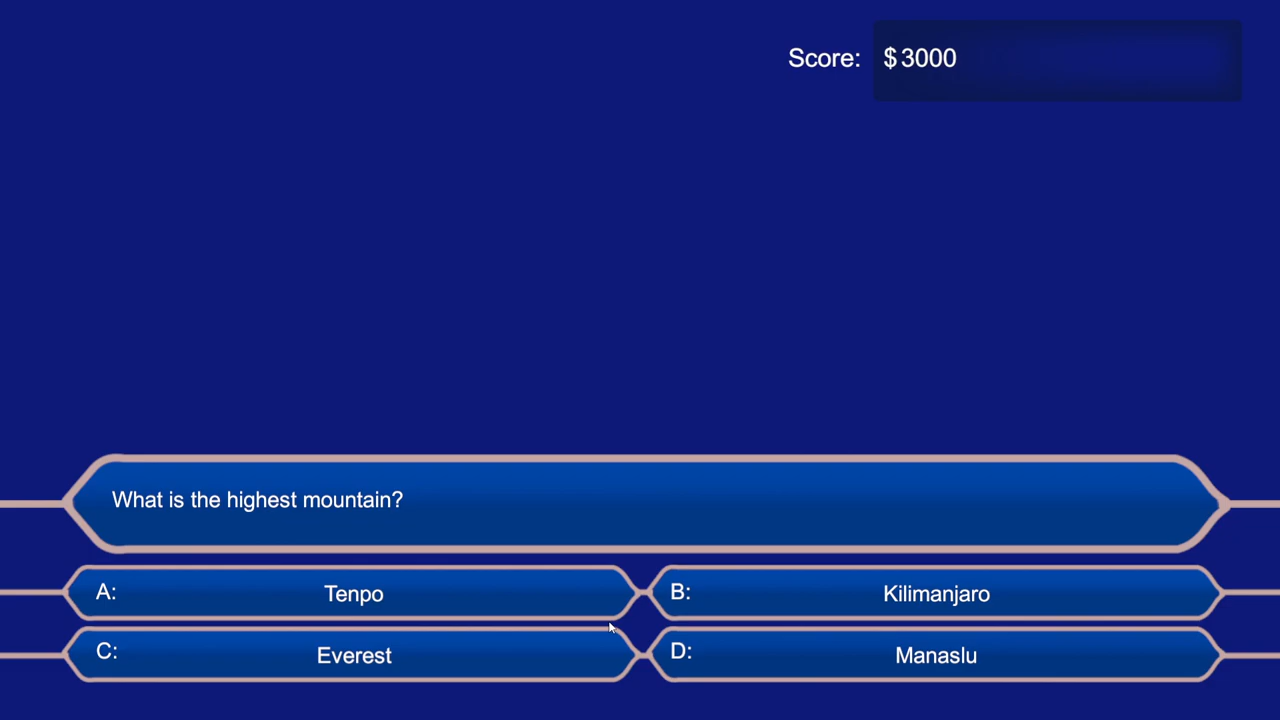 Score: $3000
What is the highest mountain?
A: Tenpo
B: Kilimanjaro
C: Everest
D: Manaslu